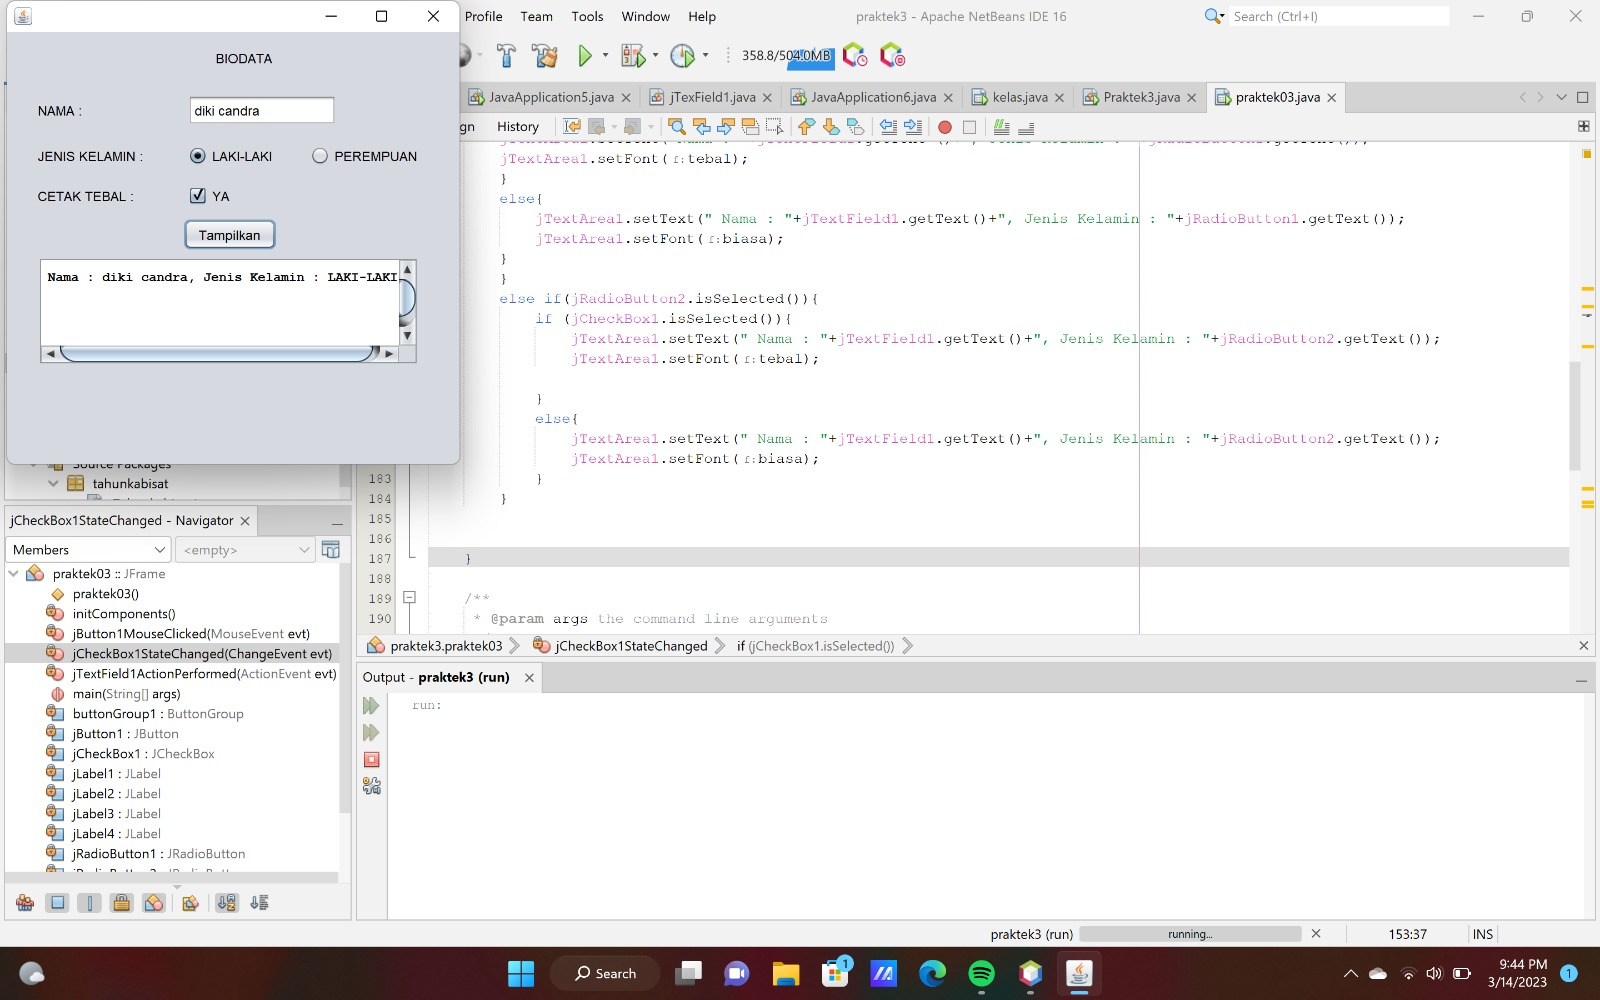 Profile Team Tools Window Help
praktek3 - Apache NetBeans IDE 16
Search (Ctrl+I)
358.8/504.0MB
JavaApplication5.java
jTexField1.java
JavaApplication6.java
kelas.java
Praktek3.java
praktek03.java
gn History
BIODATA
NAMA :
diki candra
JENIS KELAMIN :
LAKI-LAKI
PEREMPUAN
CETAK TEBAL :
YA
Tampilkan
Nama : diki candra, Jenis Kelamin : LAKI-LAKI
jTextArea1.setFont( f:tebal);
}
else{
jTextArea1.setText(" Nama : "+jTextField1.getText()+", Jenis Kelamin : "+jRadioButton1.getText());
jTextArea1.setFont( f:biasa);
}
}
else if(jRadioButton2.isSelected()){
if (jCheckBox1.isSelected()){
jTextArea1.setText(" Nama : "+jTextField1.getText()+", Jenis Kelamin : "+jRadioButton2.getText());
jTextArea1.setFont( f:tebal);
}
else{
jTextArea1.setText(" Nama : "+jTextField1.getText()+", Jenis Kelamin : "+jRadioButton2.getText());
jTextArea1.setFont( f:biasa);
183 }
184 }
185
186
187 }
188
189 /**
190 * @param args the command line arguments
praktek3.praktek03
jCheckBox1StateChanged
if (jCheckBox1.isSelected())
Source Packages
tahunkabisat
jCheckBox1StateChanged - Navigator
Members
<empty>
praktek03 :: JFrame
praktek03()
initComponents()
jButton1MouseClicked(MouseEvent evt)
jCheckBox1StateChanged(ChangeEvent evt)
jTextField1ActionPerformed(ActionEvent evt)
main(String[] args)
buttonGroup1 : ButtonGroup
jButton1 : JButton
jCheckBox1 : JCheckBox
jLabel1 : JLabel
jLabel2 : JLabel
jLabel3 : JLabel
jLabel4 : JLabel
jRadioButton1 : JRadioButton
Output - praktek3 (run)
run:
praktek3 (run)
running...
153:37
INS
Search
1
9:44 PM
3/14/2023
1